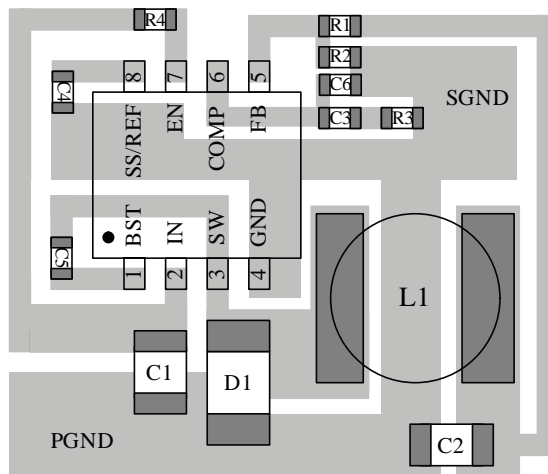 R4
R1
R2
C6
C3
R3
SGND
C4
8
7
6
5
SS/REF
EN
COMP
FB
BST
IN
SW
GND
1
2
3
4
C5
L1
C1
D1
PGND
C2